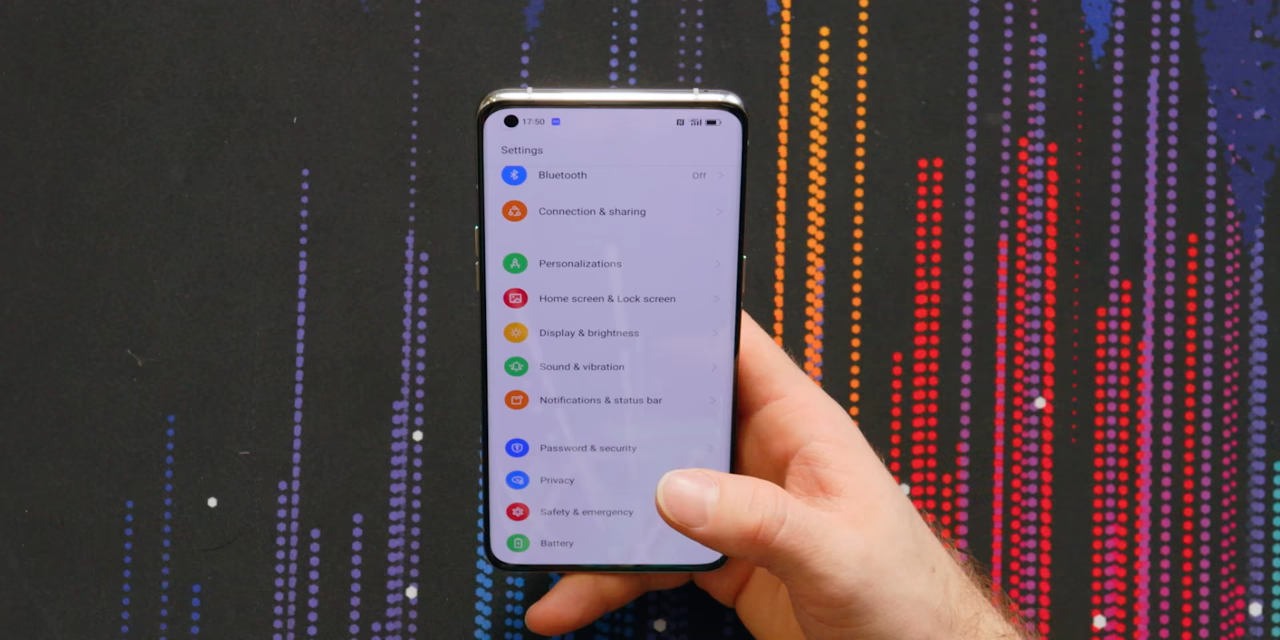 17:50
Settings
Bluetooth Off
Connection & sharing
Personalizations
Home screen & Lock screen
Display & brightness
Sound & vibration
Notifications & status bar
Password & security
Privacy
Safety & emergency
Battery